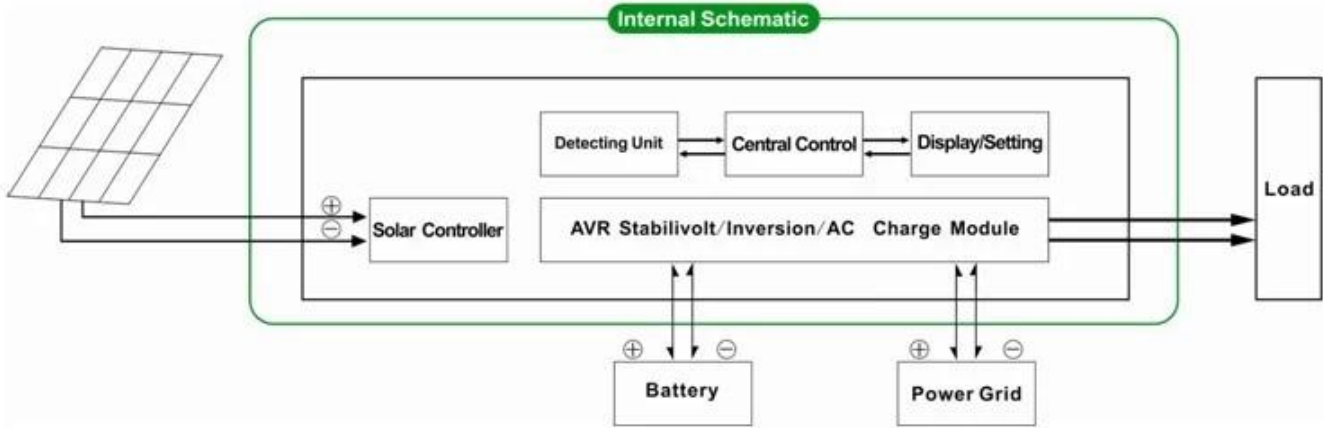 Internal Schematic
Detecting Unit
Central Control
Display/Setting
Load
+
−
Solar Controller
AVR Stabilivolt/Inversion/AC Charge Module
+ −
+ −
Battery
Power Grid